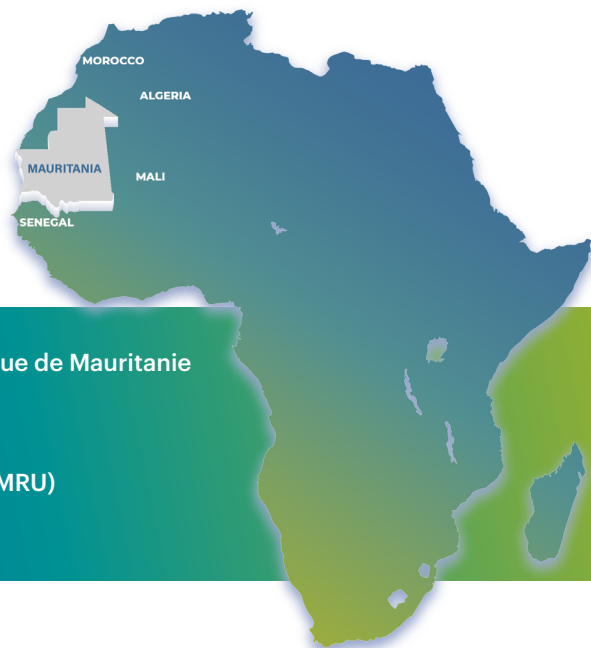 MOROCCO
ALGERIA
MAURITANIA
MALI
SENEGAL
ue de Mauritanie
MRU)